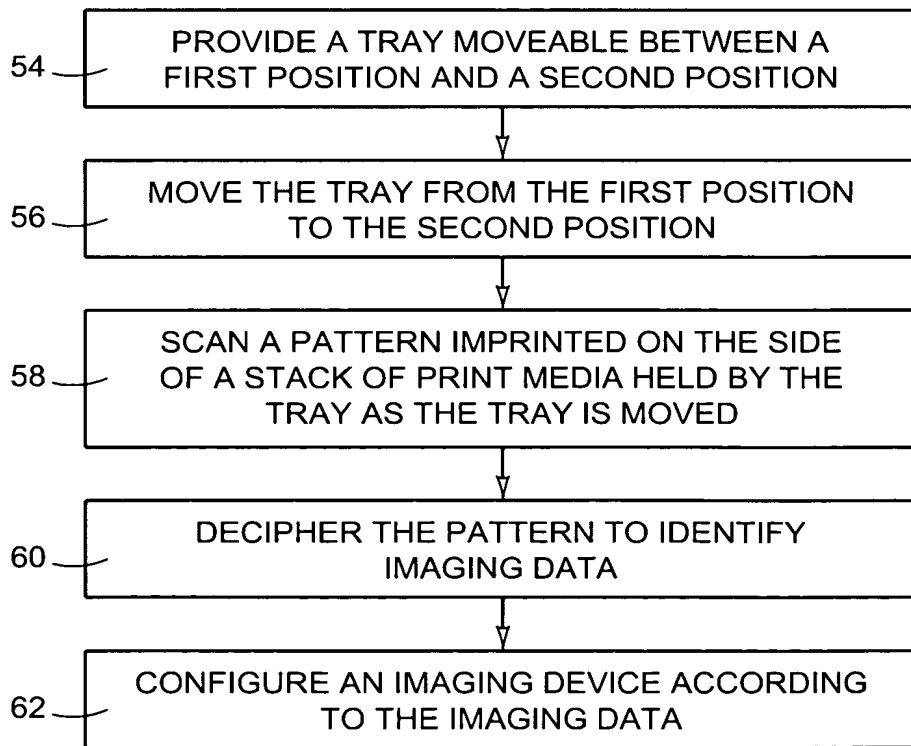 54
PROVIDE A TRAY MOVEABLE BETWEEN A
FIRST POSITION AND A SECOND POSITION
56
MOVE THE TRAY FROM THE FIRST POSITION
TO THE SECOND POSITION
58
SCAN A PATTERN IMPRINTED ON THE SIDE
OF A STACK OF PRINT MEDIA HELD BY THE
TRAY AS THE TRAY IS MOVED
60
DECIPHER THE PATTERN TO IDENTIFY
IMAGING DATA
62
CONFIGURE AN IMAGING DEVICE ACCORDING
TO THE IMAGING DATA